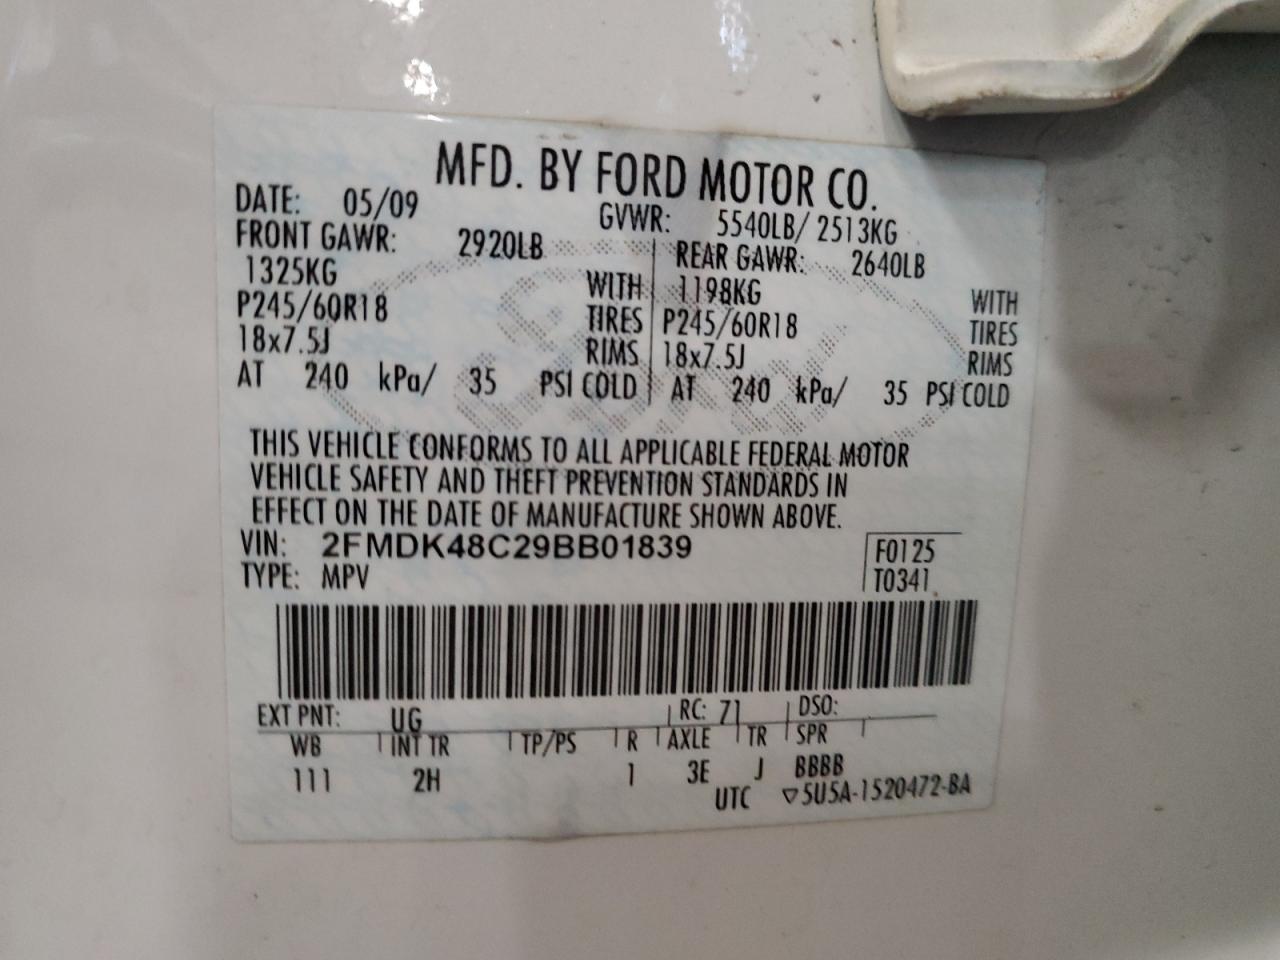 MFD. BY FORD MOTOR CO.
DATE: 05/09 GVWR: 5540LB/ 2513KG
FRONT GAWR: 2920LB REAR GAWR: 2640LB
1325KG WITH 1198KG WITH
P245/60R18 TIRES P245/60R18 TIRES
18x7.5J RIMS 18x7.5J RIMS
AT 240 kPa/ 35 PSI COLD AT 240 kPa/ 35 PSI COLD
THIS VEHICLE CONFORMS TO ALL APPLICABLE FEDERAL MOTOR
VEHICLE SAFETY AND THEFT PREVENTION STANDARDS IN
EFFECT ON THE DATE OF MANUFACTURE SHOWN ABOVE.
VIN: 2FMDK48C29BB01839 F0125
TYPE: MPV T0341
EXT PNT: UG RC: 71 DSO:
WB INT TR TP/PS R AXLE TR SPR
111 2H 1 3E J BBBB
UTC ▽5U5A-1520472-BA